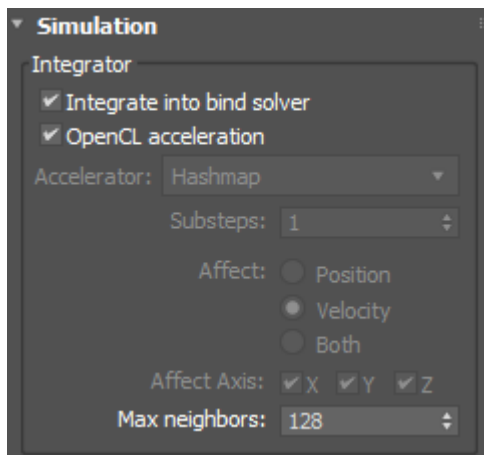 Simulation
Integrator
Integrate into bind solver
OpenCL acceleration
Accelerator: Hashmap
Substeps: 1
Affect: Position
Velocity
Both
Affect Axis: X Y Z
Max neighbors: 128